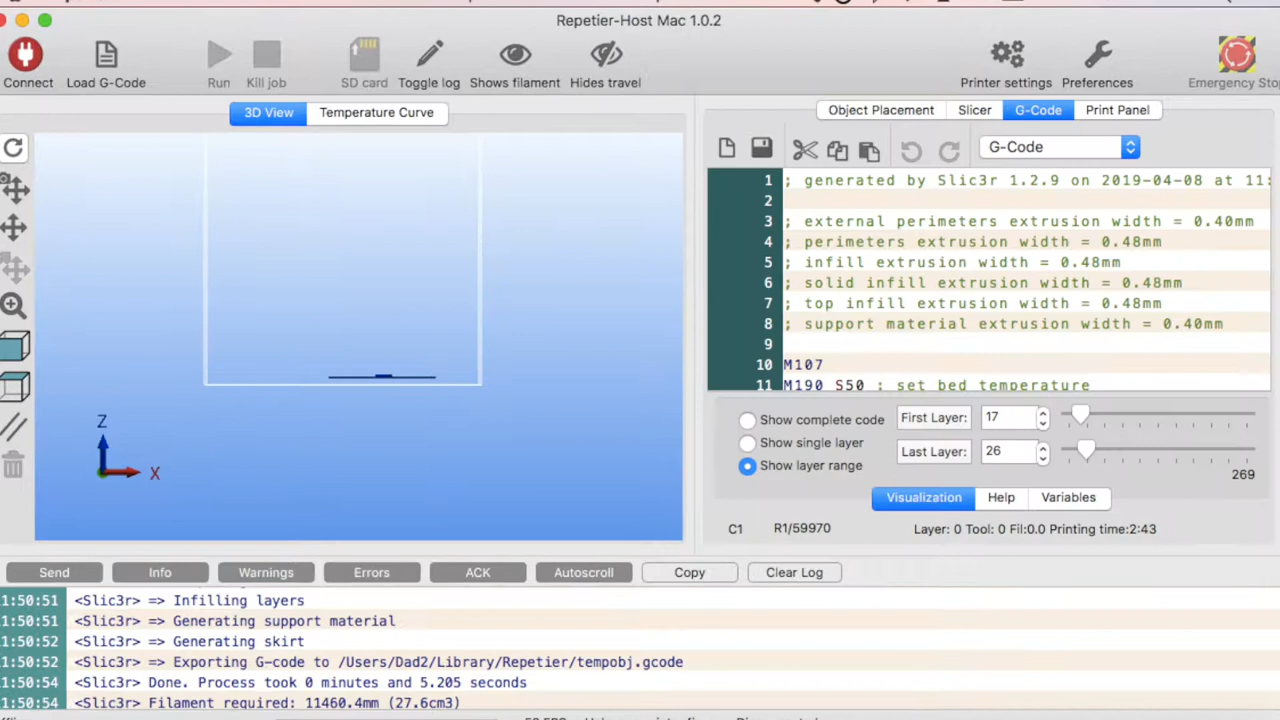 Repetier-Host Mac 1.0.2
Connect Load G-Code Run Kill job SD card Toggle log Shows filament Hides travel Printer settings Preferences Emergency Sto
3D View Temperature Curve
Object Placement Slicer G-Code Print Panel
G-Code
1 ; generated by Slic3r 1.2.9 on 2019-04-08 at 11:
2
3 ; external perimeters extrusion width = 0.40mm
4 ; perimeters extrusion width = 0.48mm
5 ; infill extrusion width = 0.48mm
6 ; solid infill extrusion width = 0.48mm
7 ; top infill extrusion width = 0.48mm
8 ; support material extrusion width = 0.40mm
9
10 M107
11 M190 S50 ; set bed temperature
Z
X
Show complete code First Layer: 17
Show single layer
Last Layer: 26
Show layer range
269
Visualization Help Variables
C1 R1/59970 Layer: 0 Tool: 0 Fil:0.0 Printing time:2:43
Send Info Warnings Errors ACK Autoscroll Copy Clear Log
1:50:51 <Slic3r> => Infilling layers
1:50:51 <Slic3r> => Generating support material
1:50:52 <Slic3r> => Generating skirt
1:50:52 <Slic3r> => Exporting G-code to /Users/Dad2/Library/Repetier/tempobj.gcode
1:50:54 <Slic3r> Done. Process took 0 minutes and 5.205 seconds
1:50:54 <Slic3r> Filament required: 11460.4mm (27.6cm3)